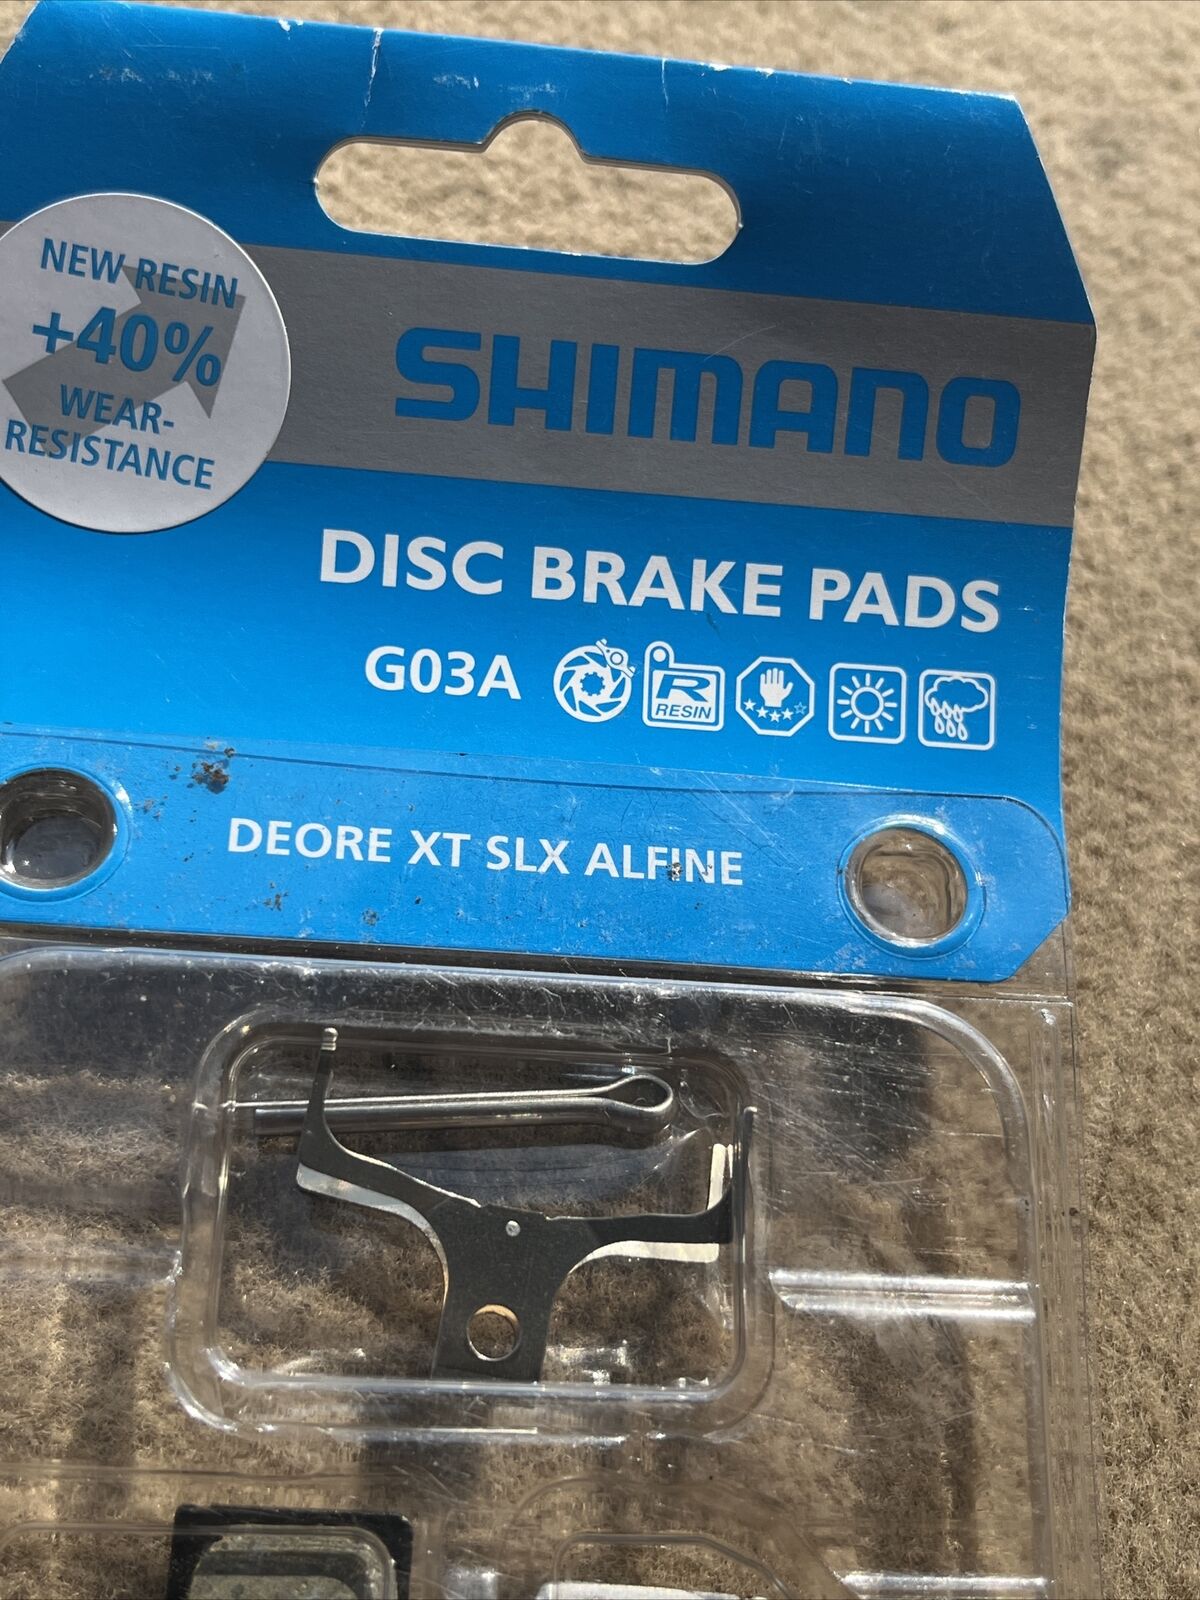 NEW RESIN
+40%
WEAR-
RESISTANCE
SHIMANO
DISC BRAKE PADS
G03A
R
RESIN
DEORE XT SLX ALFINE